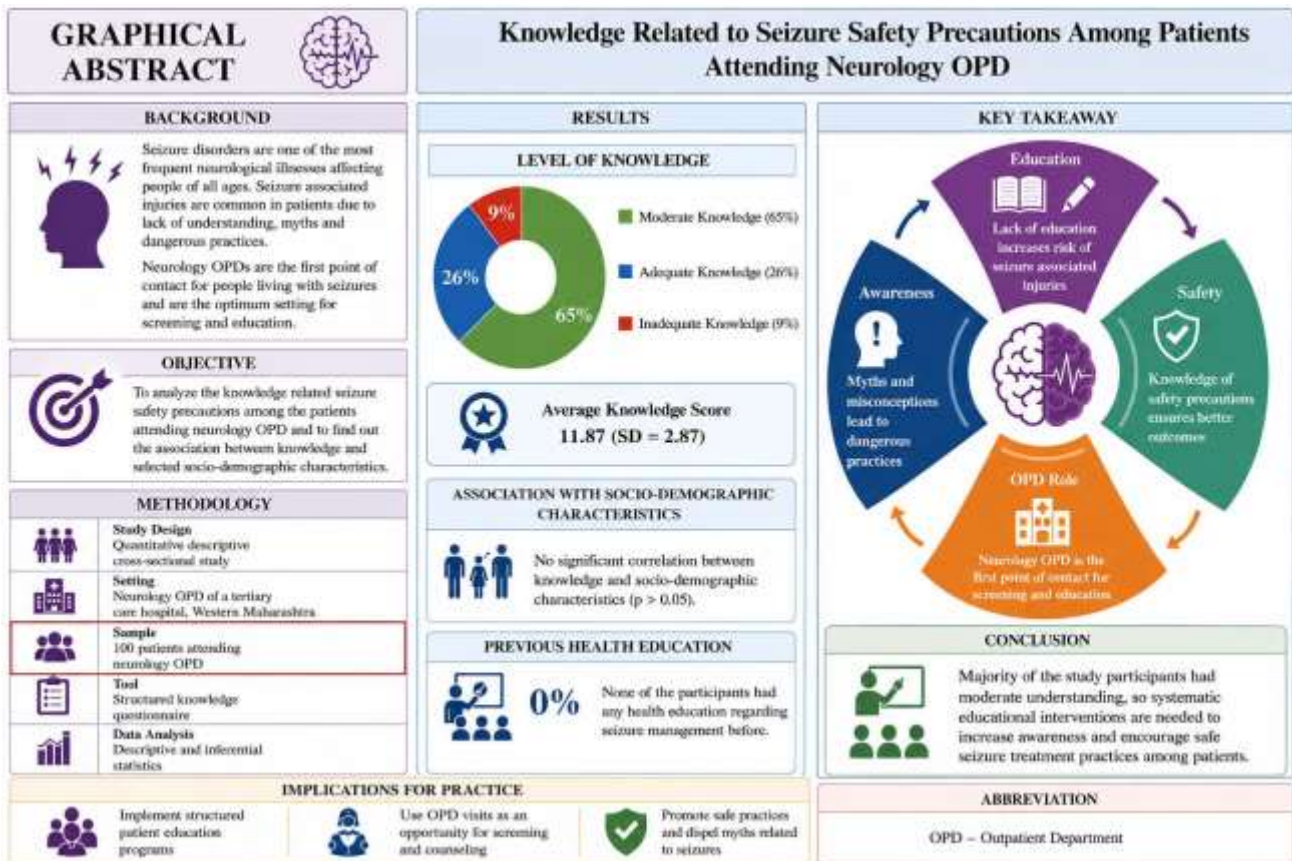 GRAPHICAL
ABSTRACT
Knowledge Related to Seizure Safety Precautions Among Patients
Attending Neurology OPD
BACKGROUND
Seizure disorders are one of the most
frequent neurological illnesses affecting
people of all ages. Seizure associated
injuries are common in patients due to
lack of understanding, myths and
dangerous practices.
Neurology OPDs are the first point of
contact for people living with seizures
and are the optimum setting for
screening and education.
OBJECTIVE
To analyze the knowledge related seizure
safety precautions among the patients
attending neurology OPD and to find out
the association between knowledge and
selected socio-demographic characteristics.
METHODOLOGY
Study Design
Quantitative descriptive
cross-sectional study
Setting
Neurology OPD of a tertiary
care hospital, Western Maharashtra
Sample
100 patients attending
neurology OPD
Tool
Structured knowledge
questionnaire
Data Analysis
Descriptive and inferential
statistics
RESULTS
LEVEL OF KNOWLEDGE
9%
26%
65%
Moderate Knowledge (65%)
Adequate Knowledge (26%)
Inadequate Knowledge (9%)
Average Knowledge Score
11.87 (SD = 2.87)
ASSOCIATION WITH SOCIO-DEMOGRAPHIC
CHARACTERISTICS
No significant correlation between
knowledge and socio-demographic
characteristics (p > 0.05).
PREVIOUS HEALTH EDUCATION
0%
None of the participants had
any health education regarding
seizure management before.
KEY TAKEAWAY
Education
Lack of education
increases risk of
seizure associated
injuries
Awareness
Myths and
misconceptions
lead to
dangerous
practices
Safety
Knowledge of
safety precautions
ensures better
outcomes
OPD Role
Neurology OPD is the
first point of contact for
screening and education
CONCLUSION
Majority of the study participants had
moderate understanding, so systematic
educational interventions are needed to
increase awareness and encourage safe
seizure treatment practices among patients.
IMPLICATIONS FOR PRACTICE
Implement structured
patient education
programs
Use OPD visits as an
opportunity for screening
and counseling
Promote safe practices
and dispel myths related
to seizures
ABBREVIATION
OPD – Outpatient Department